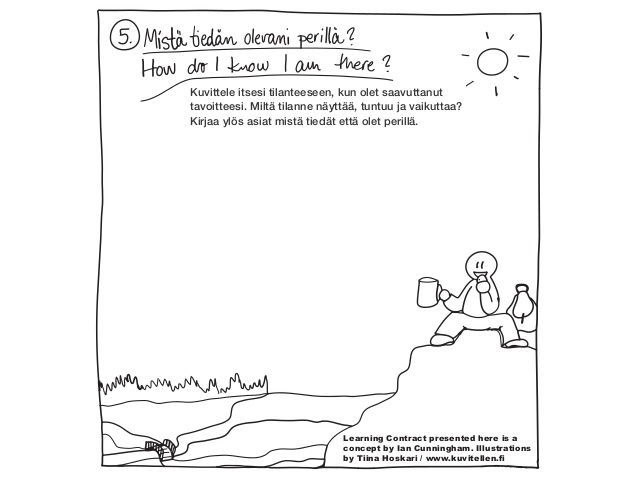 5. Mistä tiedän olevani perillä?
How do I know I am there?
Kuvittele itsesi tilanteeseen, kun olet saavuttanut
tavoitteesi. Miltä tilanne näyttää, tuntuu ja vaikuttaa?
Kirjaa ylös asiat mistä tiedät että olet perillä.
Learning Contract presented here is a
concept by Ian Cunningham. Illustrations
by Tiina Hoskari / www.kuvitellen.fi